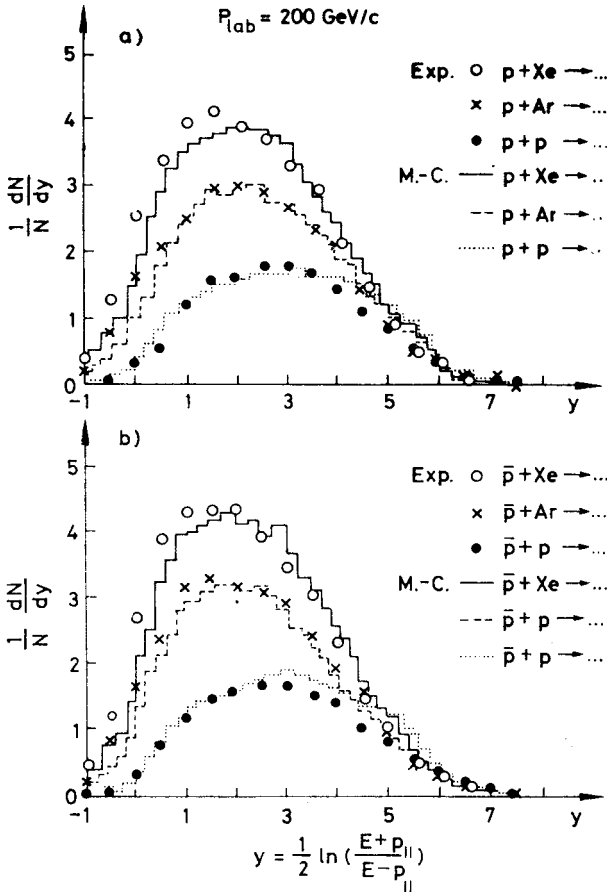 P_lab = 200 GeV/c
a)
Exp. ○ p + Xe → ...
× p + Ar → ...
● p + p → ...
M.-C. — p + Xe → ..
--- p + Ar → ..
...... p + p → ..
1/N dN/dy
5
4
3
2
1
0
-1 1 3 5 7 y
b)
Exp. ○ p̄ + Xe → ...
× p̄ + Ar → ...
● p̄ + p → ...
M.-C. — p̄ + Xe → ...
--- p̄ + p → ...
...... p̄ + p → ...
1/N dN/dy
5
4
3
2
1
0
-1 1 3 5 7 y
y = 1/2 ln ( E + p_|| / E - p_|| )